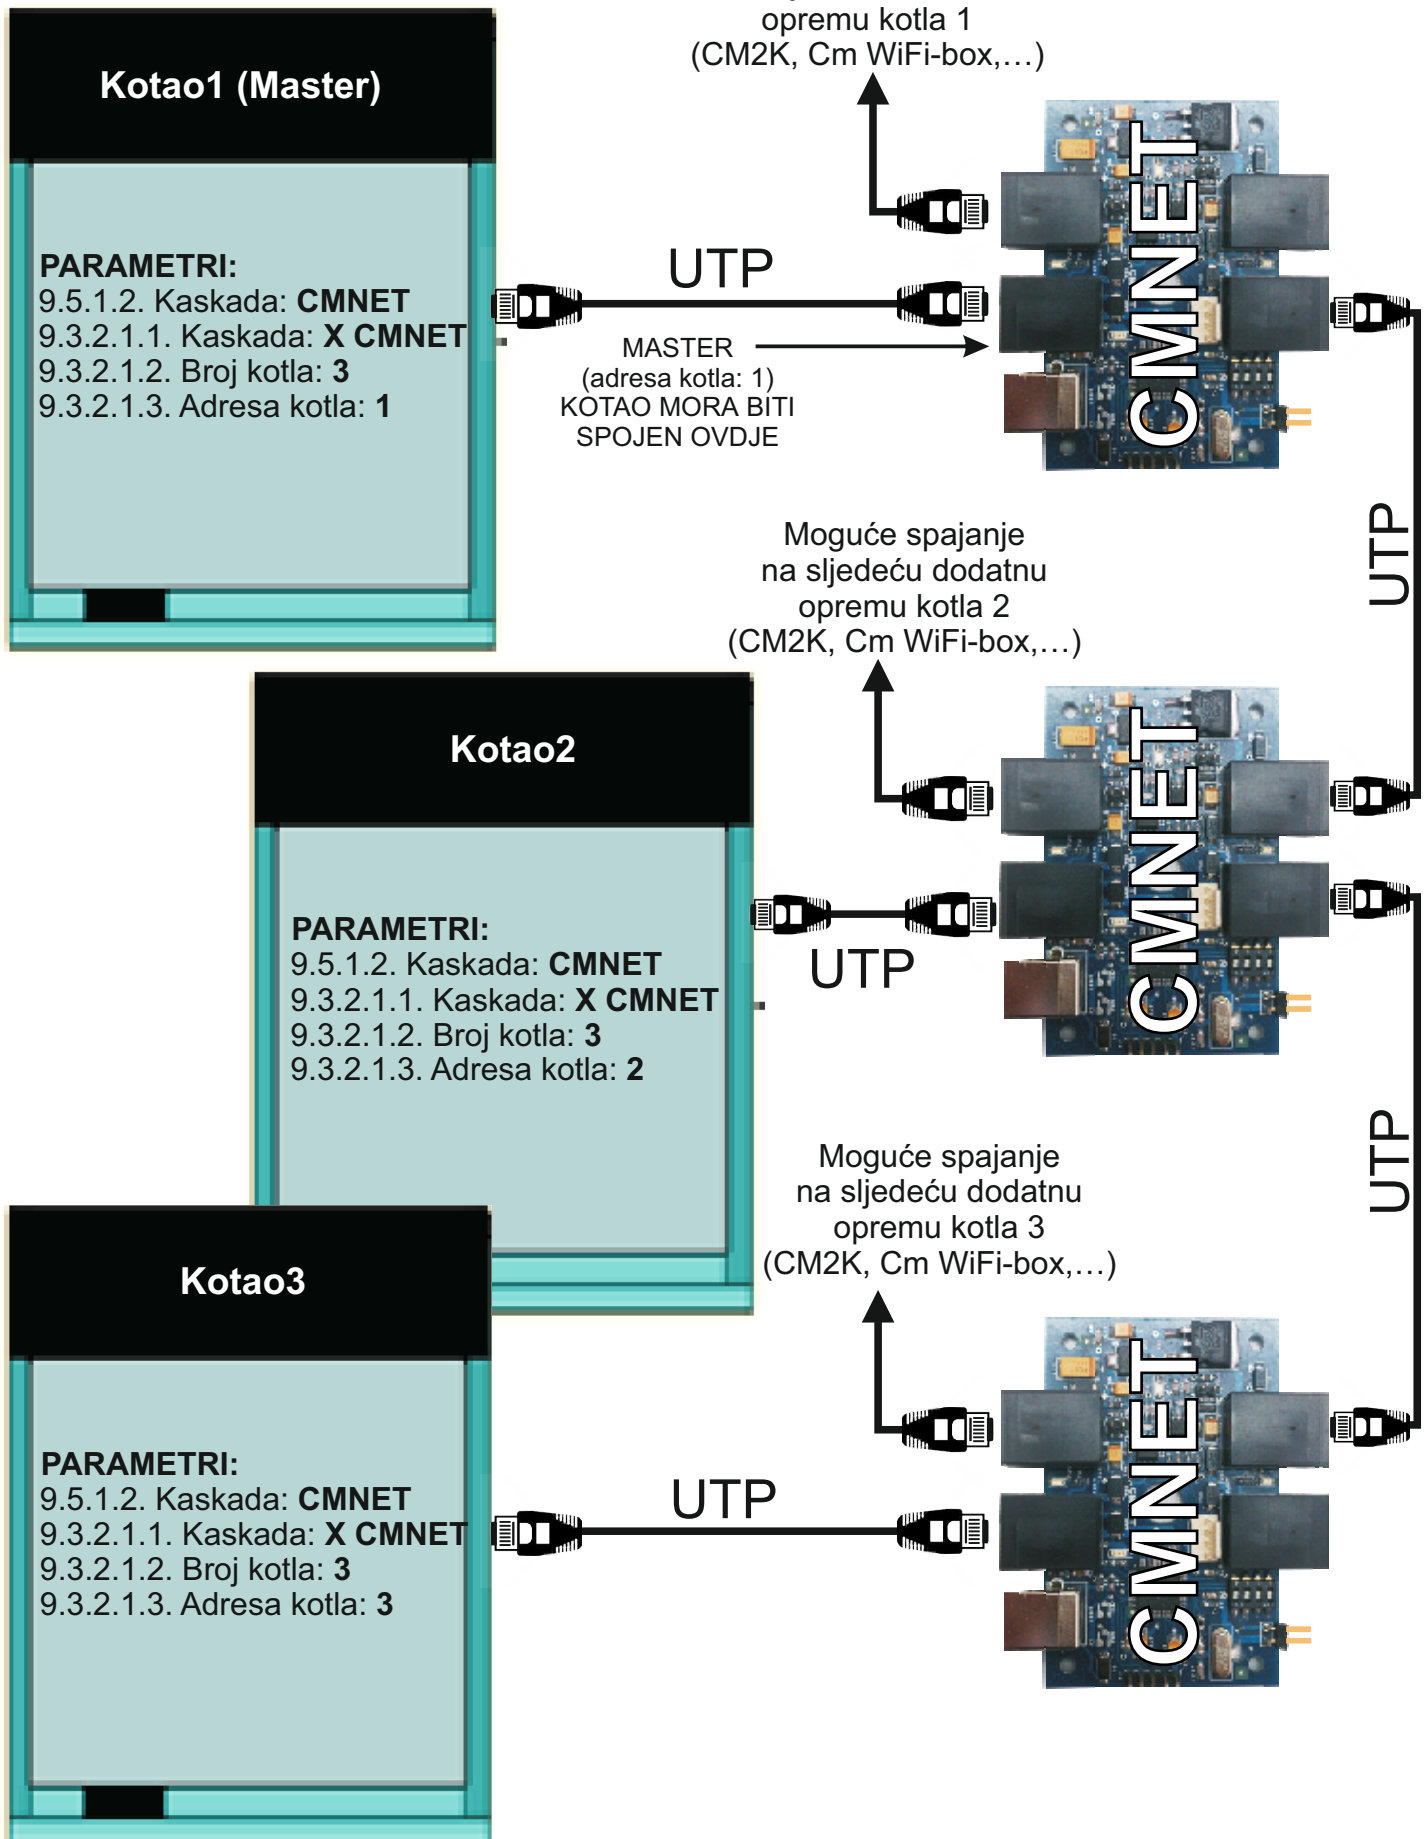 opremu kotla 1
(CM2K, Cm WiFi-box,...)
Kotao1 (Master)
PARAMETRI:
9.5.1.2. Kaskada: CMNET
9.3.2.1.1. Kaskada: X CMNET
9.3.2.1.2. Broj kotla: 3
9.3.2.1.3. Adresa kotla: 1
UTP
MASTER
(adresa kotla: 1)
KOTAO MORA BITI
SPOJEN OVDJE
CMNET
UTP
Moguće spajanje
na sljedeću dodatnu
opremu kotla 2
(CM2K, Cm WiFi-box,...)
Kotao2
PARAMETRI:
9.5.1.2. Kaskada: CMNET
9.3.2.1.1. Kaskada: X CMNET
9.3.2.1.2. Broj kotla: 3
9.3.2.1.3. Adresa kotla: 2
UTP
CMNET
UTP
Moguće spajanje
na sljedeću dodatnu
opremu kotla 3
(CM2K, Cm WiFi-box,...)
Kotao3
PARAMETRI:
9.5.1.2. Kaskada: CMNET
9.3.2.1.1. Kaskada: X CMNET
9.3.2.1.2. Broj kotla: 3
9.3.2.1.3. Adresa kotla: 3
UTP
CMNET